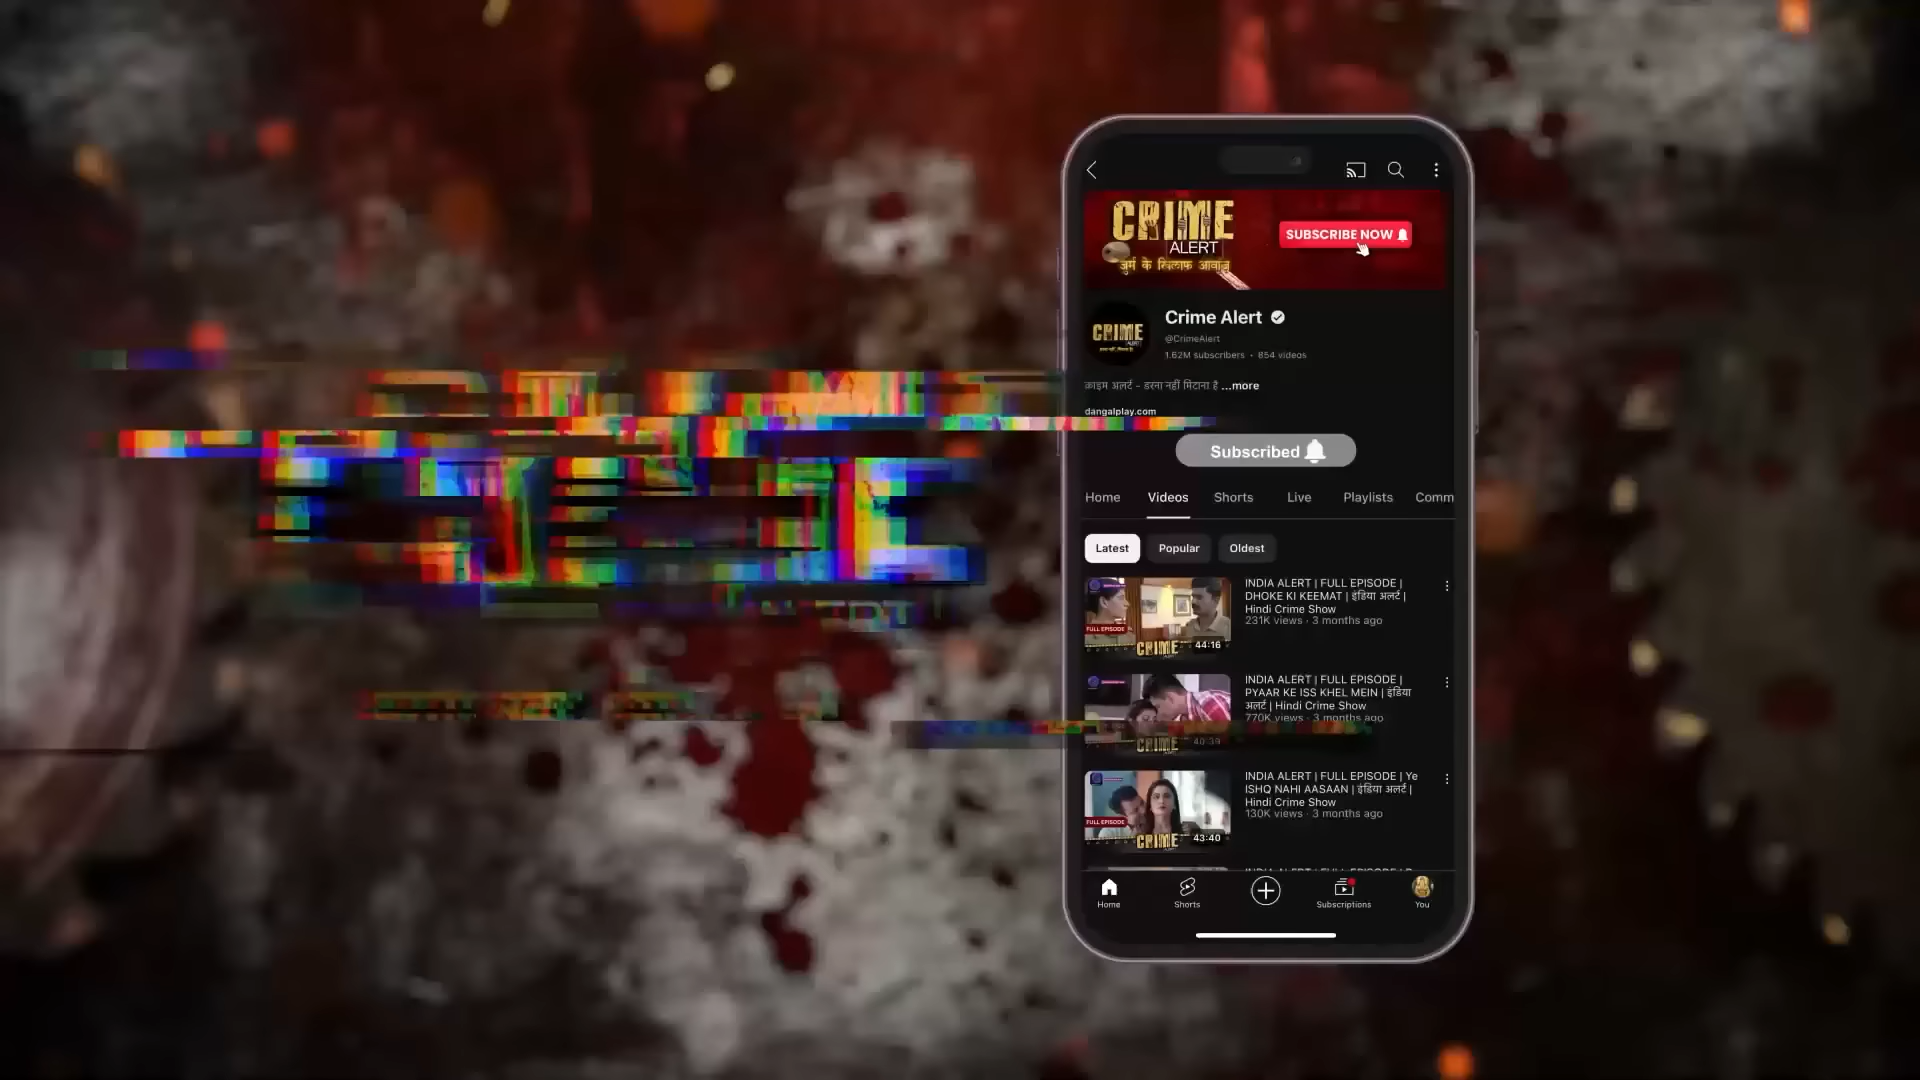 CRIME
ALERT
जुर्म के खिलाफ आवाज़
SUBSCRIBE NOW
CRIME
ALERT
Crime Alert
@CrimeAlert
1.62M subscribers · 854 videos
क्राइम अलर्ट - डरना नहीं मिटाना है ...more
dangalplay.com
Subscribed
Home Videos Shorts Live Playlists Comm
Latest Popular Oldest
INDIA ALERT | FULL EPISODE |
DHOKE KI KEEMAT | इंडिया अलर्ट |
Hindi Crime Show
231K views · 3 months ago
FULL EPISODE
44:16
CRIME
INDIA ALERT | FULL EPISODE |
PYAAR KE ISS KHEL MEIN | इंडिया
अलर्ट | Hindi Crime Show
770K views · 3 months ago
40:39
CRIME
INDIA ALERT | FULL EPISODE | Ye
ISHQ NAHI AASAAN | इंडिया अलर्ट |
Hindi Crime Show
130K views · 3 months ago
FULL EPISODE
43:40
CRIME
Home Shorts Subscriptions You